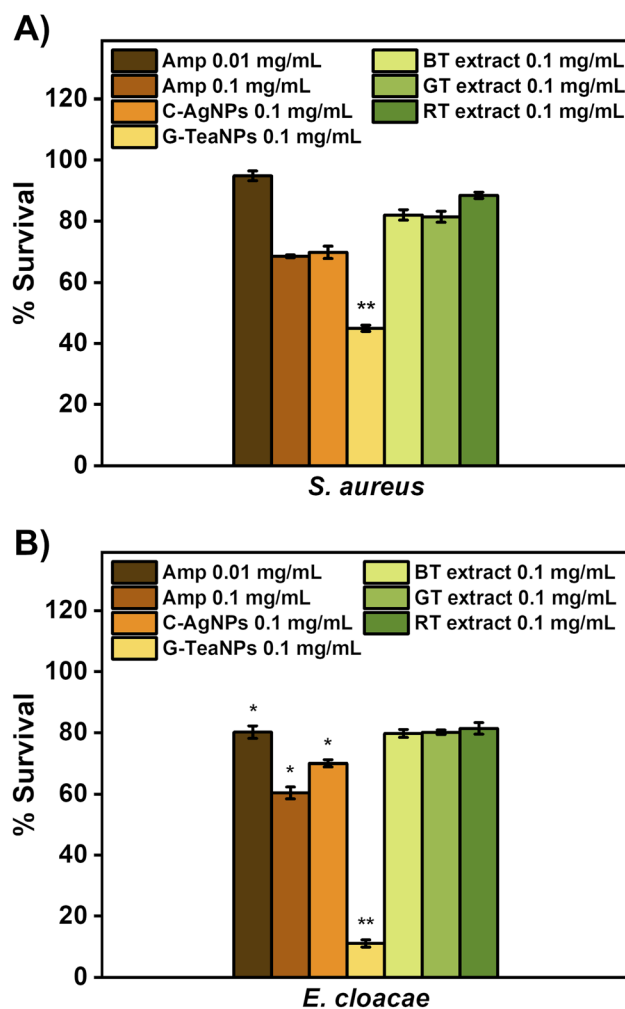 A)
Amp 0.01 mg/mL
Amp 0.1 mg/mL
C-AgNPs 0.1 mg/mL
G-TeaNPs 0.1 mg/mL
BT extract 0.1 mg/mL
GT extract 0.1 mg/mL
RT extract 0.1 mg/mL
% Survival
120
100
80
60
40
20
0
**
S. aureus
B)
Amp 0.01 mg/mL
Amp 0.1 mg/mL
C-AgNPs 0.1 mg/mL
G-TeaNPs 0.1 mg/mL
BT extract 0.1 mg/mL
GT extract 0.1 mg/mL
RT extract 0.1 mg/mL
% Survival
120
100
80
60
40
20
0
*
*
*
**
E. cloacae